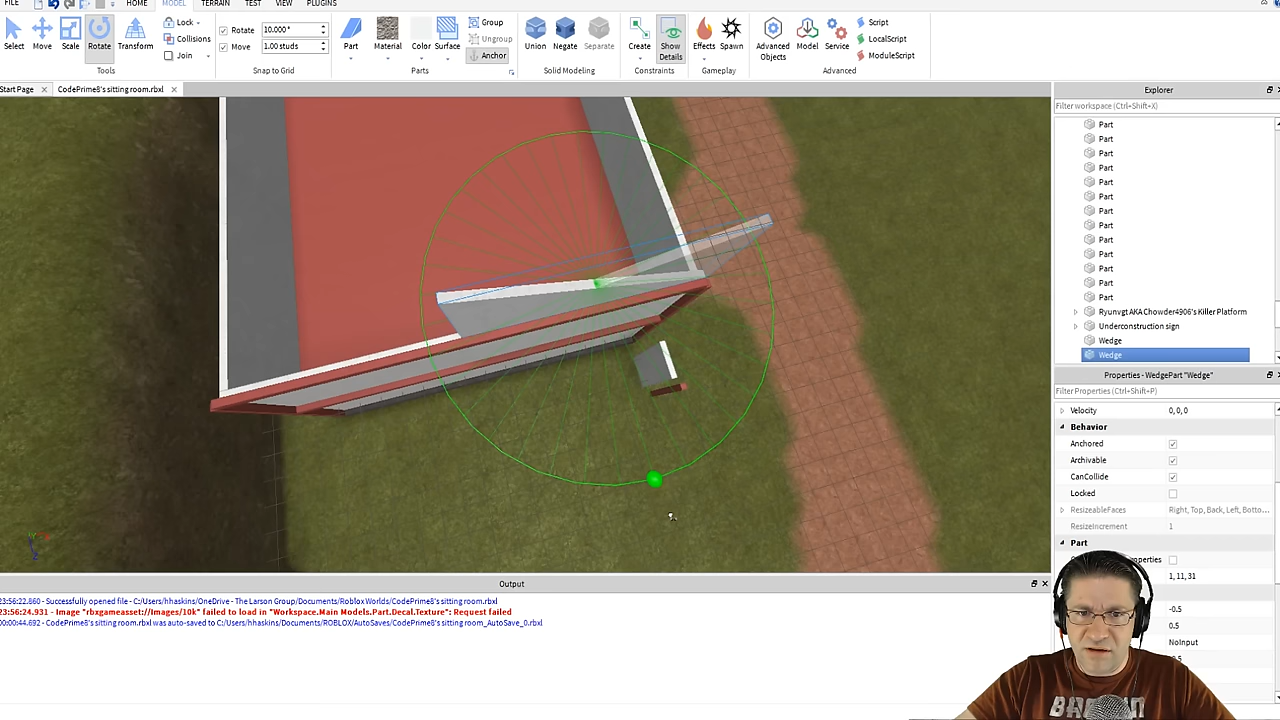 FILE HOME MODEL TERRAIN TEST VIEW PLUGINS
Select Move Scale Rotate Transform
Lock
Collisions
Join
Tools
Rotate 10.000°
Move 1.00 studs
Snap to Grid
Part Material Color Surface
Group
Ungroup
Anchor
Parts
Union Negate Separate
Solid Modeling
Create Show Details
Constraints
Effects Spawn
Gameplay
Advanced Objects Model Service
Script
LocalScript
ModuleScript
Advanced
Start Page CodePrime8's sitting room.rbxl
Explorer
Filter workspace (Ctrl+Shift+X)
Part
Part
Part
Part
Part
Part
Part
Part
Part
Part
Part
Part
Part
Ryunvgt AKA Chowder4906's Killer Platform
Underconstruction sign
Wedge
Wedge
Properties - WedgePart "Wedge"
Filter Properties (Ctrl+Shift+P)
Velocity 0, 0, 0
Behavior
Anchored
Archivable
CanCollide
Locked
ResizeableFaces Right, Top, Back, Left, Botto...
ResizeIncrement 1
Part
1, 11, 31
-0.5
0.5
NoInput
Output
23:56:22.860 - Successfully opened file - C:/Users/hhaskins/OneDrive - The Larson Group/Documents/RobloxWorlds/CodePrime8's sitting room.rbxl
23:56:24.931 - Image "rbxgameasset://Images/10k" failed to load in "Workspace.Main Models.Part.Decal.Texture": Request failed
00:00:44.692 - CodePrime8's sitting room.rbxl was auto-saved to C:/Users/hhaskins/Documents/ROBLOX/AutoSaves/CodePrime8's sitting room_AutoSave_0.rbxl